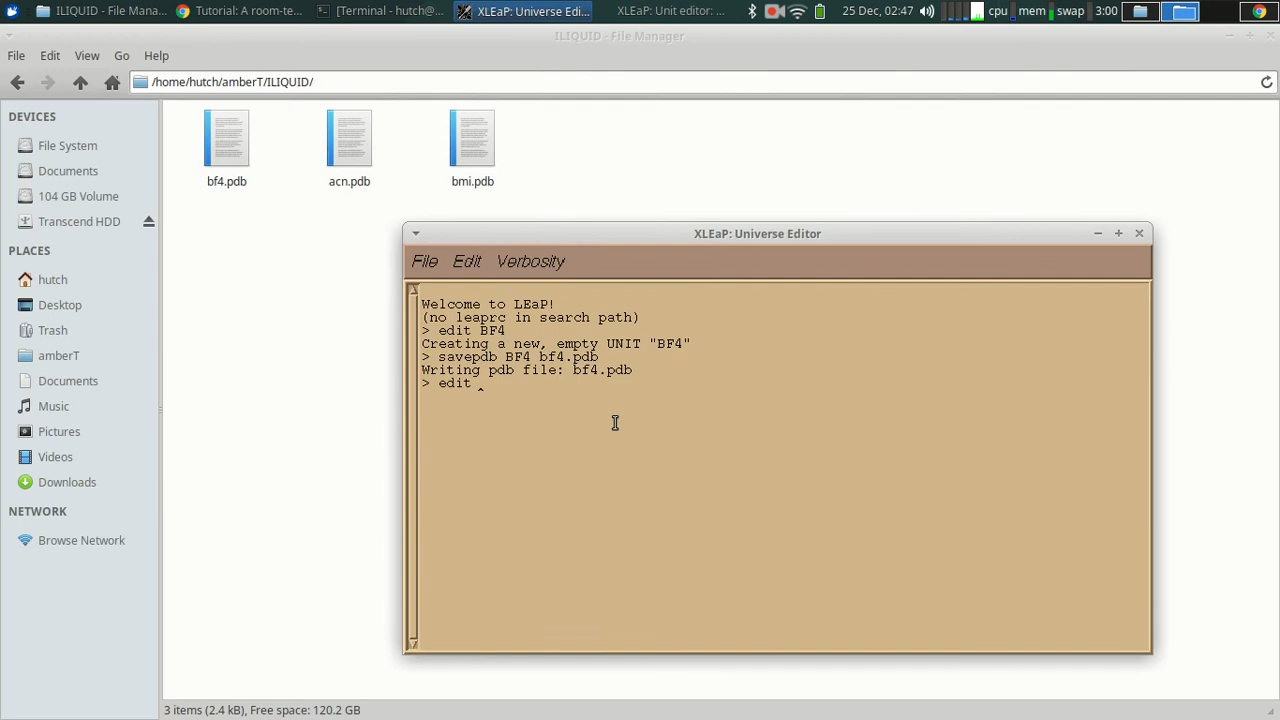 ILIQUID - File Mana...
Tutorial: A room-te...
[Terminal - hutch@...
XLEaP: Universe Edi...
XLEaP: Unit editor: ...
25 Dec, 02:47
cpu
mem
swap
3:00
ILIQUID - File Manager
File Edit View Go Help
/home/hutch/amberT/ILIQUID/
DEVICES
File System
Documents
104 GB Volume
Transcend HDD
PLACES
hutch
Desktop
Trash
amberT
Documents
Music
Pictures
Videos
Downloads
NETWORK
Browse Network
bf4.pdb
acn.pdb
bmi.pdb
XLEaP: Universe Editor
File Edit Verbosity
Welcome to LEaP!
(no leaprc in search path)
> edit BF4
Creating a new, empty UNIT "BF4"
> savepdb BF4 bf4.pdb
Writing pdb file: bf4.pdb
> edit ^
3 items (2.4 kB), Free space: 120.2 GB